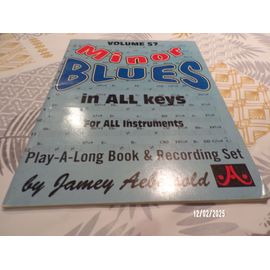 VOLUME 57
Minor
BLUES
in ALL keys
For ALL Instruments
Play-A-Long Book & Recording Set
by Jamey Aebersold
JA
12/02/2025